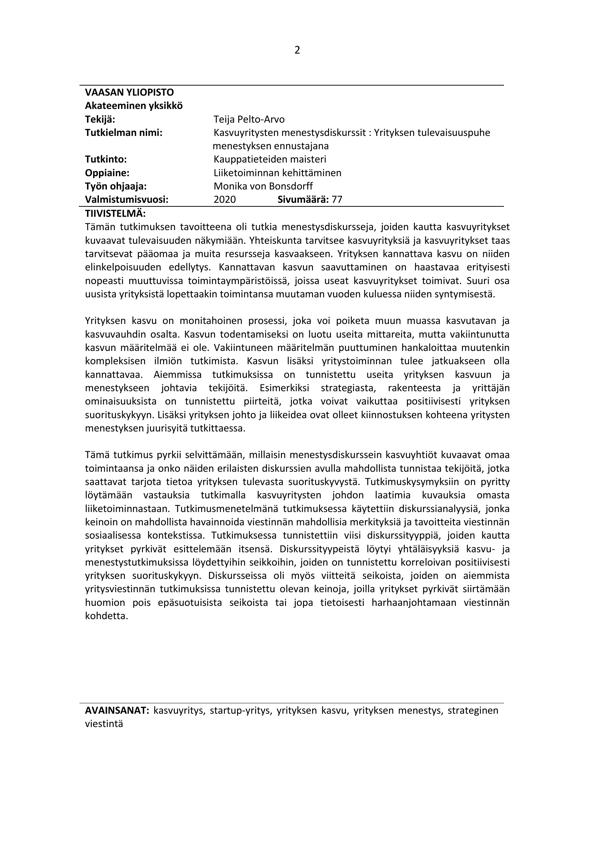 2
VAASAN YLIOPISTO
Akateeminen yksikkö
Tekijä: Teija Pelto-Arvo
Tutkielman nimi: Kasvuyritysten menestysdiskurssit : Yrityksen tulevaisuuspuhe
menestyksen ennustajana
Tutkinto: Kauppatieteiden maisteri
Oppiaine: Liiketoiminnan kehittäminen
Työn ohjaaja: Monika von Bonsdorff
Valmistumisvuosi: 2020 Sivumäärä: 77
TIIVISTELMÄ:
Tämän tutkimuksen tavoitteena oli tutkia menestysdiskursseja, joiden kautta kasvuyritykset
kuvaavat tulevaisuuden näkymiään. Yhteiskunta tarvitsee kasvuyrityksiä ja kasvuyritykset taas
tarvitsevat pääomaa ja muita resursseja kasvaakseen. Yrityksen kannattava kasvu on niiden
elinkelpoisuuden edellytys. Kannattavan kasvun saavuttaminen on haastavaa erityisesti
nopeasti muuttuvissa toimintaympäristöissä, joissa useat kasvuyritykset toimivat. Suuri osa
uusista yrityksistä lopettaakin toimintansa muutaman vuoden kuluessa niiden syntymisestä.
Yrityksen kasvu on monitahoinen prosessi, joka voi poiketa muun muassa kasvutavan ja
kasvuvauhdin osalta. Kasvun todentamiseksi on luotu useita mittareita, mutta vakiintunutta
kasvun määritelmää ei ole. Vakiintuneen määritelmän puuttuminen hankaloittaa muutenkin
kompleksisen ilmiön tutkimista. Kasvun lisäksi yritystoiminnan tulee jatkuakseen olla
kannattavaa. Aiemmissa tutkimuksissa on tunnistettu useita yrityksen kasvuun ja
menestykseen johtavia tekijöitä. Esimerkiksi strategiasta, rakenteesta ja yrittäjän
ominaisuuksista on tunnistettu piirteitä, jotka voivat vaikuttaa positiivisesti yrityksen
suorituskykyyn. Lisäksi yrityksen johto ja liikeidea ovat olleet kiinnostuksen kohteena yritysten
menestyksen juurisyitä tutkittaessa.
Tämä tutkimus pyrkii selvittämään, millaisin menestysdiskurssein kasvuyhtiöt kuvaavat omaa
toimintaansa ja onko näiden erilaisten diskurssien avulla mahdollista tunnistaa tekijöitä, jotka
saattavat tarjota tietoa yrityksen tulevasta suorituskyvystä. Tutkimuskysymyksiin on pyritty
löytämään vastauksia tutkimalla kasvuyritysten johdon laatimia kuvauksia omasta
liiketoiminnastaan. Tutkimusmenetelmänä tutkimuksessa käytettiin diskurssianalyysiä, jonka
keinoin on mahdollista havainnoida viestinnän mahdollisia merkityksiä ja tavoitteita viestinnän
sosiaalisessa kontekstissa. Tutkimuksessa tunnistettiin viisi diskurssityyppiä, joiden kautta
yritykset pyrkivät esittelemään itsensä. Diskurssityypeistä löytyi yhtäläisyyksiä kasvu- ja
menestystutkimuksissa löydettyihin seikkoihin, joiden on tunnistettu korreloivan positiivisesti
yrityksen suorituskykyyn. Diskursseissa oli myös viitteitä seikoista, joiden on aiemmista
yritysviestinnän tutkimuksissa tunnistettu olevan keinoja, joilla yritykset pyrkivät siirtämään
huomion pois epäsuotuisista seikoista tai jopa tietoisesti harhaanjohtamaan viestinnän
kohdetta.
AVAINSANAT: kasvuyritys, startup-yritys, yrityksen kasvu, yrityksen menestys, strateginen
viestintä